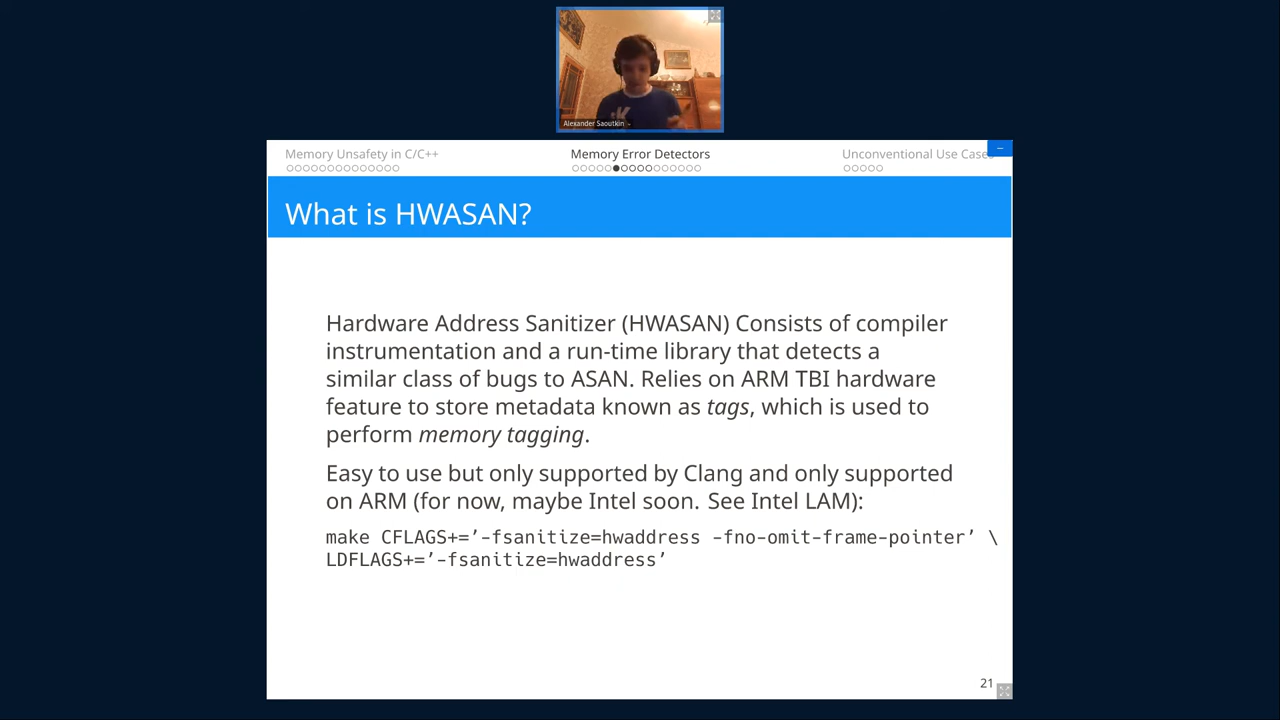 Alexander Saoutkin
Memory Unsafety in C/C++ Memory Error Detectors Unconventional Use Cases
What is HWASAN?
Hardware Address Sanitizer (HWASAN) Consists of compiler
instrumentation and a run-time library that detects a
similar class of bugs to ASAN. Relies on ARM TBI hardware
feature to store metadata known as tags, which is used to
perform memory tagging.
Easy to use but only supported by Clang and only supported
on ARM (for now, maybe Intel soon. See Intel LAM):
make CFLAGS+=’-fsanitize=hwaddress -fno-omit-frame-pointer’ \
LDFLAGS+=’-fsanitize=hwaddress’
21